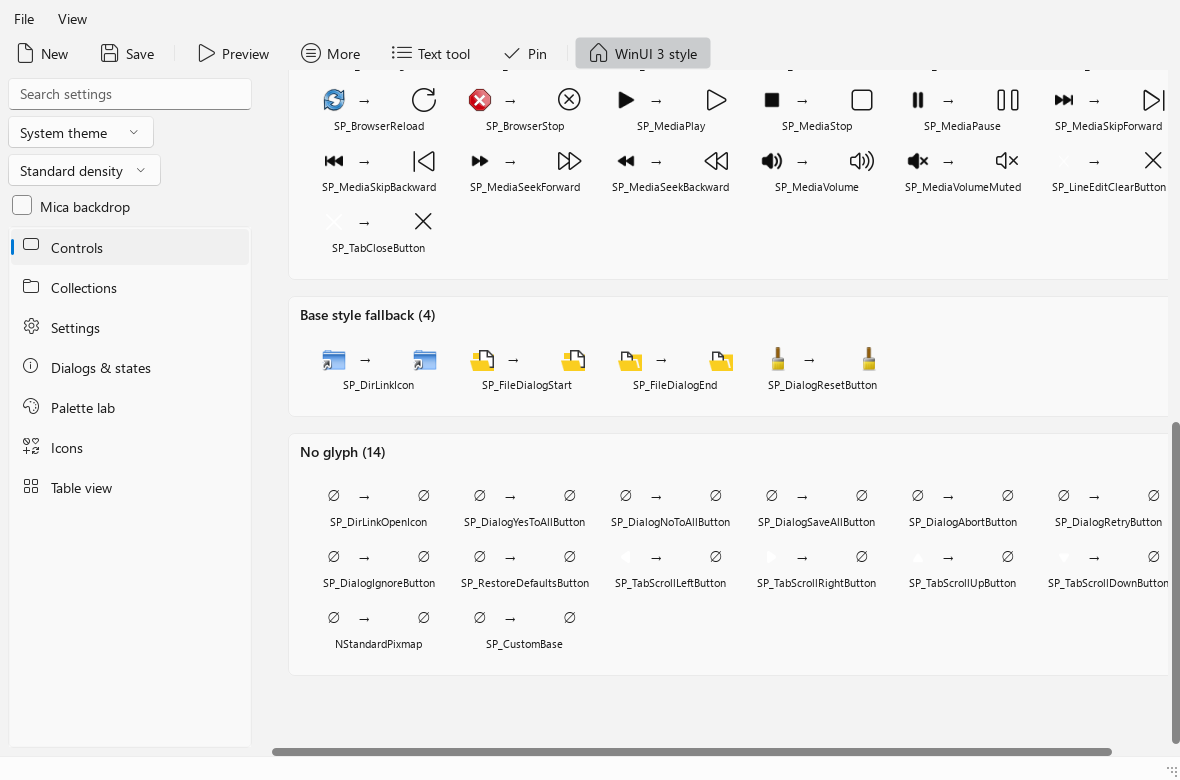 File View
New Save Preview More Text tool Pin WinUI 3 style
Search settings
System theme
Standard density
Mica backdrop
Controls
Collections
Settings
Dialogs & states
Palette lab
Icons
Table view
SP_BrowserReload SP_BrowserStop SP_MediaPlay SP_MediaStop SP_MediaPause SP_MediaSkipForward
SP_MediaSkipBackward SP_MediaSeekForward SP_MediaSeekBackward SP_MediaVolume SP_MediaVolumeMuted SP_LineEditClearButton
SP_TabCloseButton
Base style fallback (4)
SP_DirLinkIcon SP_FileDialogStart SP_FileDialogEnd SP_DialogResetButton
No glyph (14)
SP_DirLinkOpenIcon SP_DialogYesToAllButton SP_DialogNoToAllButton SP_DialogSaveAllButton SP_DialogAbortButton SP_DialogRetryButton
SP_DialogIgnoreButton SP_RestoreDefaultsButton SP_TabScrollLeftButton SP_TabScrollRightButton SP_TabScrollUpButton SP_TabScrollDownButton
NStandardPixmap SP_CustomBase